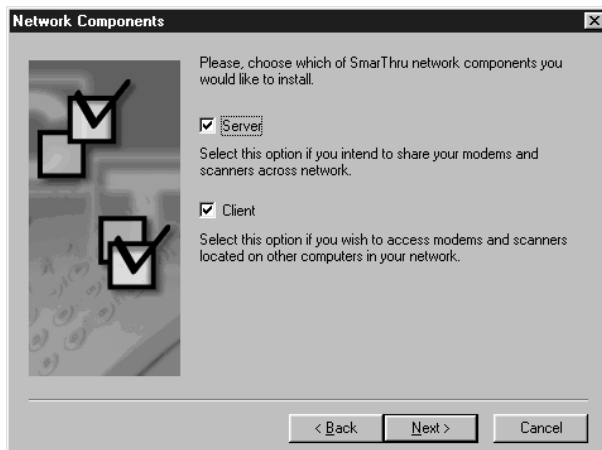 Network Components
Please, choose which of SmarThru network components you
would like to install.
Server
Select this option if you intend to share your modems and
scanners across network.
Client
Select this option if you wish to access modems and scanners
located on other computers in your network.
< Back
Next >
Cancel